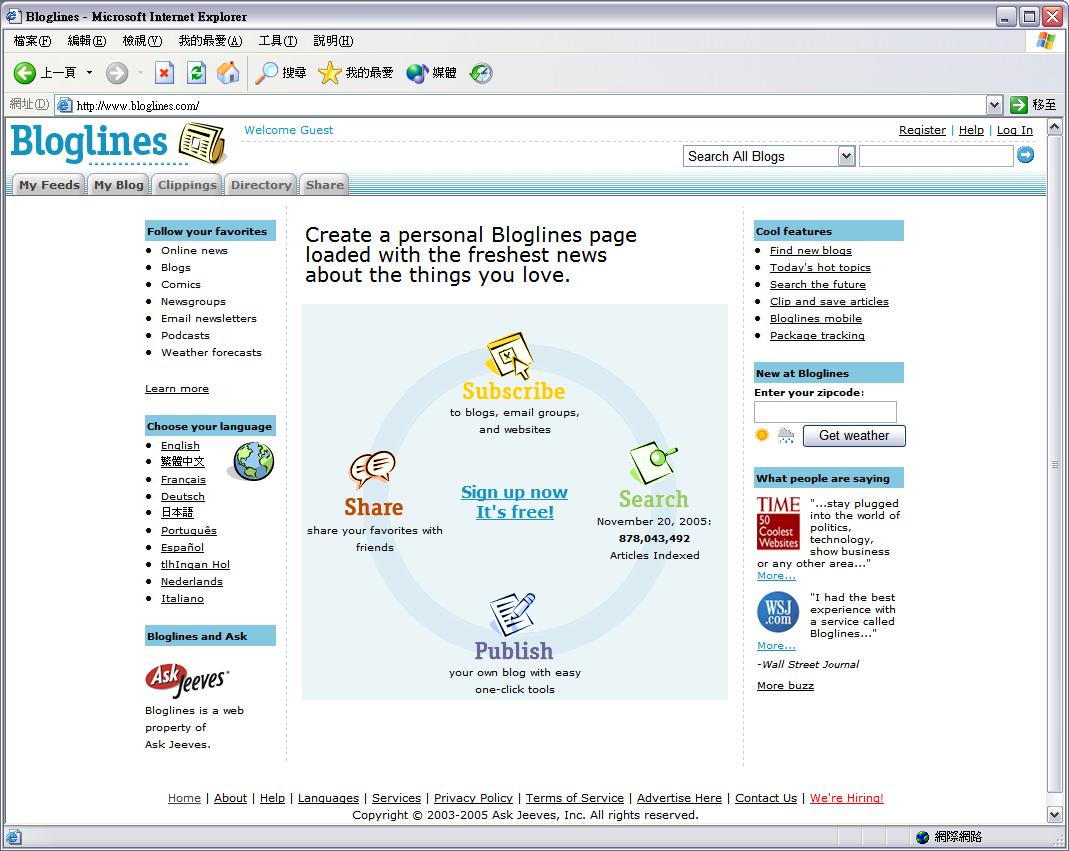 Bloglines - Microsoft Internet Explorer
檔案(F) 編輯(E) 檢視(V) 我的最愛(A) 工具(T) 說明(H)
上一頁 搜尋 我的最愛 媒體
網址(D) http://www.bloglines.com/ 移至
Bloglines
Welcome Guest
Register | Help | Log In
Search All Blogs
My Feeds My Blog Clippings Directory Share
Follow your favorites
• Online news
• Blogs
• Comics
• Newsgroups
• Email newsletters
• Podcasts
• Weather forecasts
Learn more
Choose your language
• English
• 繁體中文
• Français
• Deutsch
• 日本語
• Português
• Español
• tlhIngan Hol
• Nederlands
• Italiano
Bloglines and Ask
Ask Jeeves
Bloglines is a web
property of
Ask Jeeves.
Create a personal Bloglines page
loaded with the freshest news
about the things you love.
Subscribe
to blogs, email groups,
and websites
Share
share your favorites with
friends
Sign up now
It's free!
Search
November 20, 2005:
878,043,492
Articles Indexed
Publish
your own blog with easy
one-click tools
Cool features
• Find new blogs
• Today's hot topics
• Search the future
• Clip and save articles
• Bloglines mobile
• Package tracking
New at Bloglines
Enter your zipcode:
Get weather
What people are saying
TIME
50
Coolest
Websites
"...stay plugged
into the world of
politics,
technology,
show business
or any other area..."
More...
WSJ
.com
"I had the best
experience with
a service called
Bloglines..."
More...
-Wall Street Journal
More buzz
Home | About | Help | Languages | Services | Privacy Policy | Terms of Service | Advertise Here | Contact Us | We're Hiring!
Copyright © 2003-2005 Ask Jeeves, Inc. All rights reserved.
網際網路